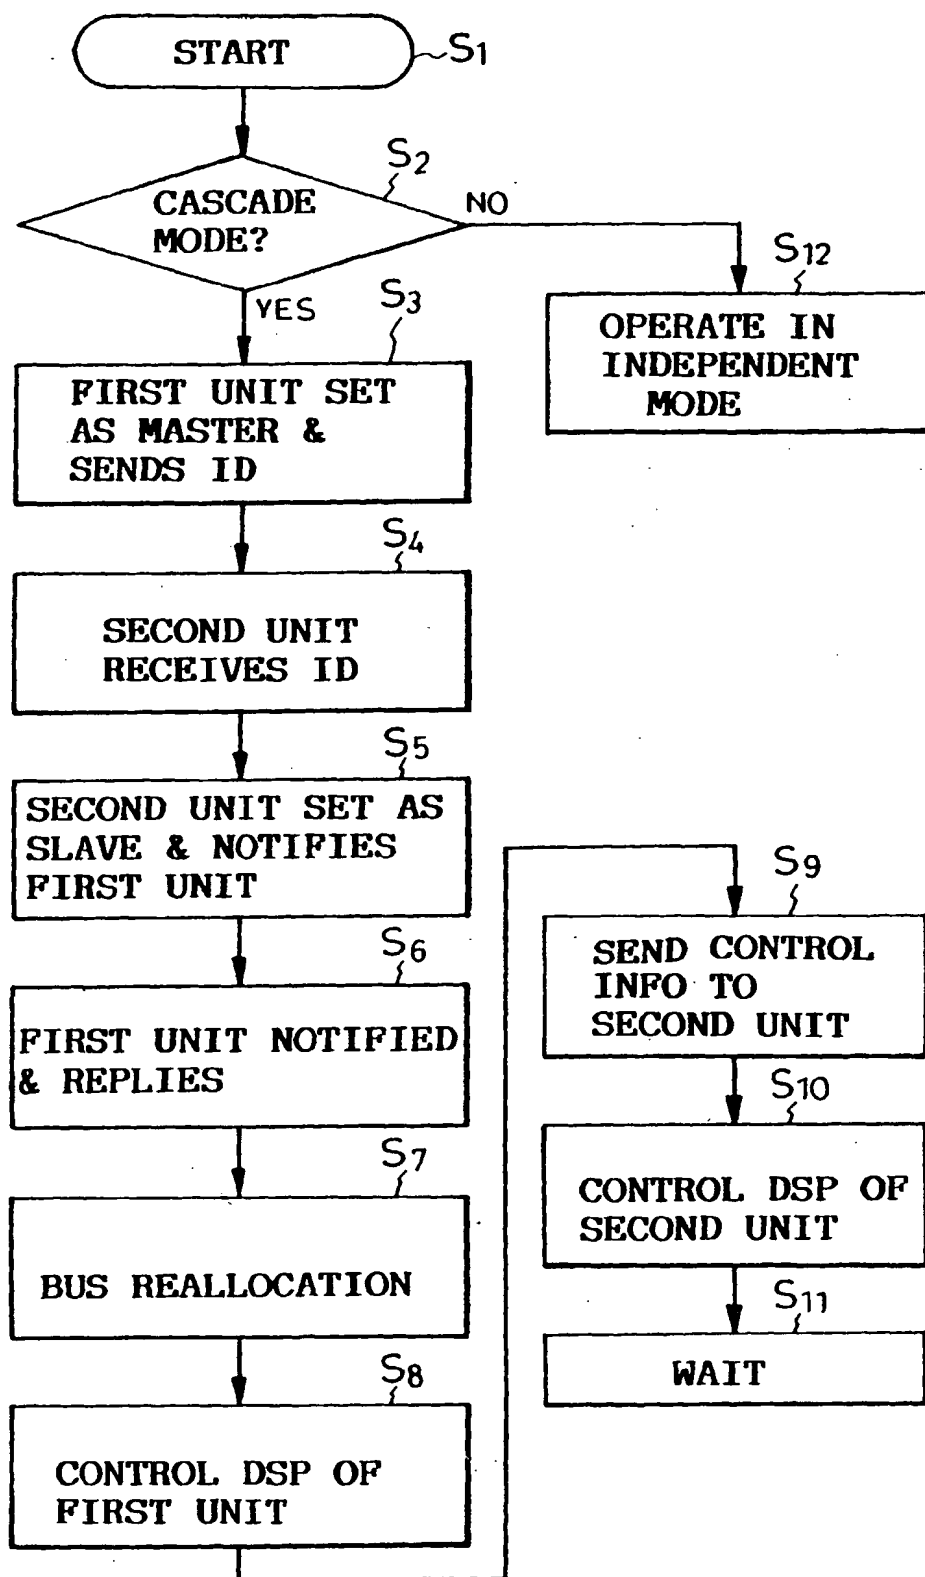 START
S1
S2
CASCADE
MODE?
NO
YES
S3
FIRST UNIT SET
AS MASTER &
SENDS ID
S12
OPERATE IN
INDEPENDENT
MODE
S4
SECOND UNIT
RECEIVES ID
S5
SECOND UNIT SET AS
SLAVE & NOTIFIES
FIRST UNIT
S6
FIRST UNIT NOTIFIED
& REPLIES
S7
BUS REALLOCATION
S8
CONTROL DSP OF
FIRST UNIT
S9
SEND CONTROL
INFO TO
SECOND UNIT
S10
CONTROL DSP OF
SECOND UNIT
S11
WAIT